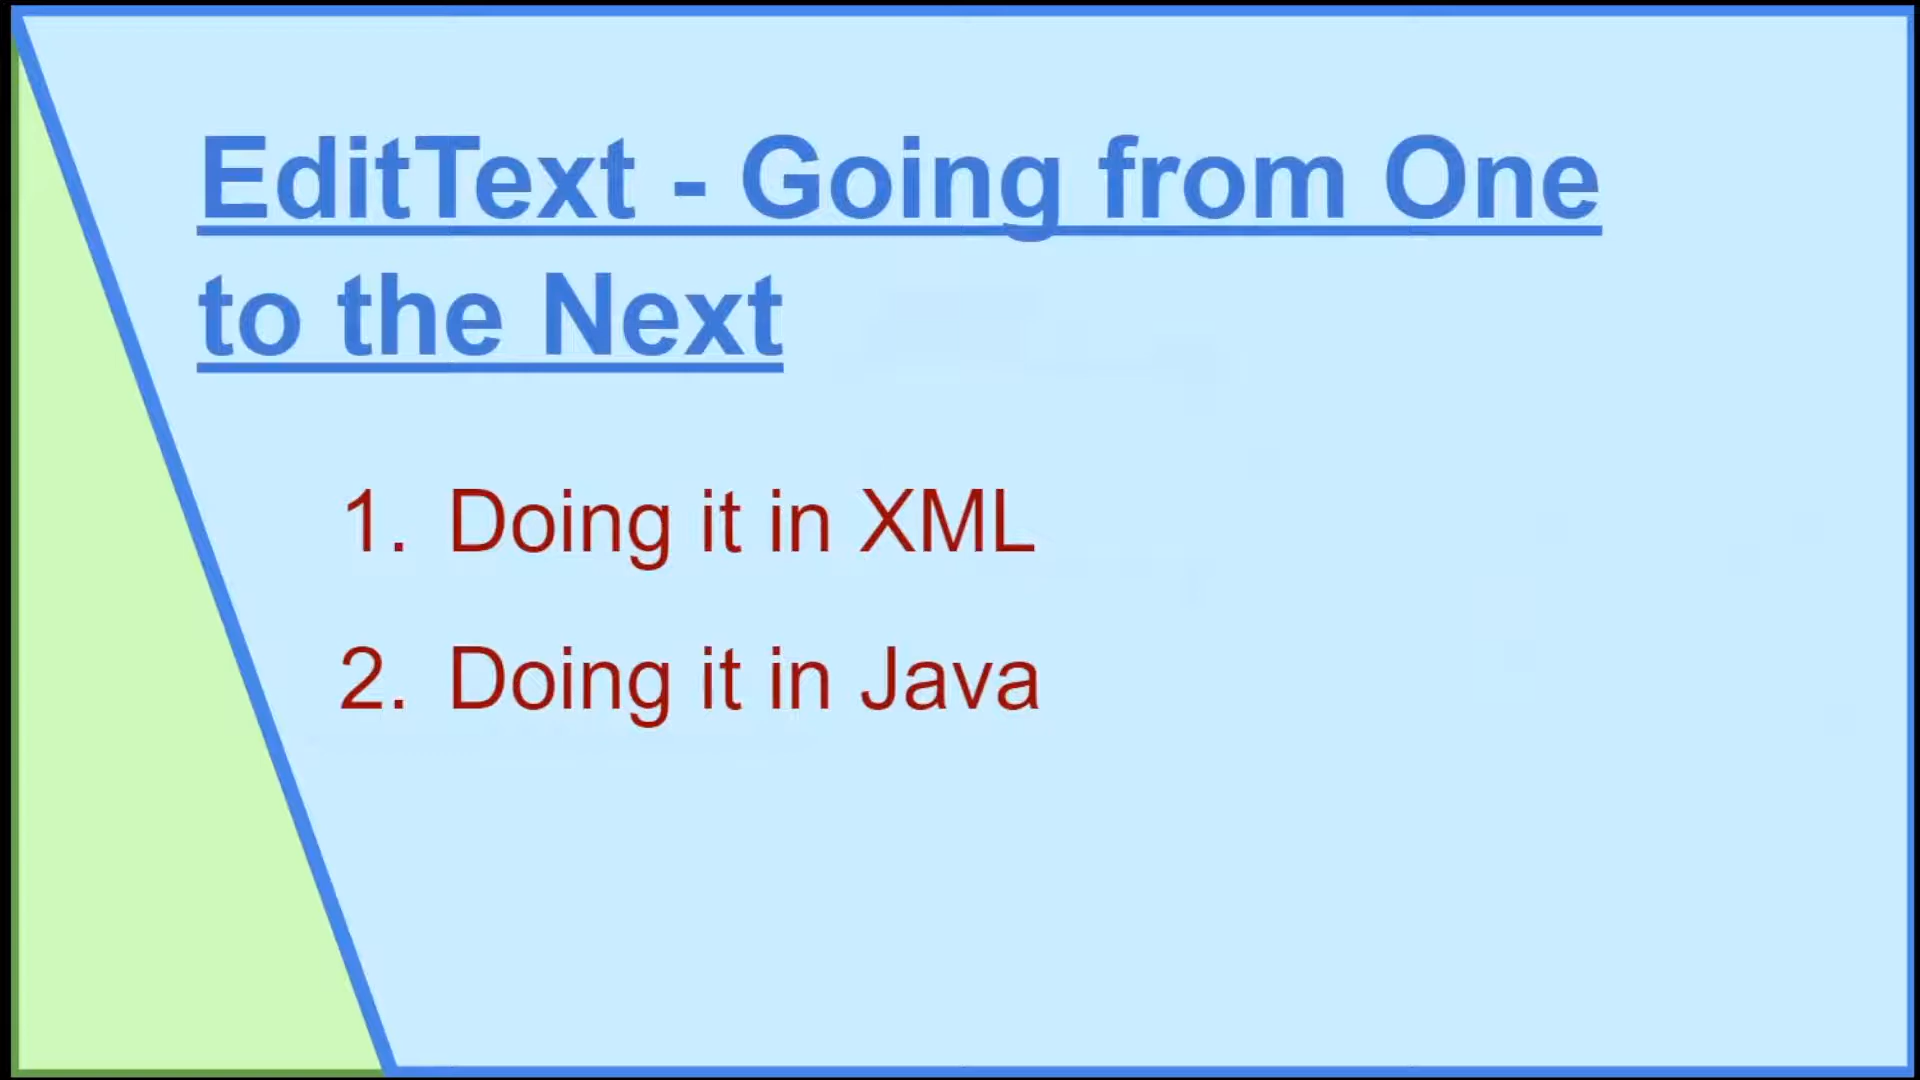 EditText - Going from One
to the Next
1. Doing it in XML
2. Doing it in Java